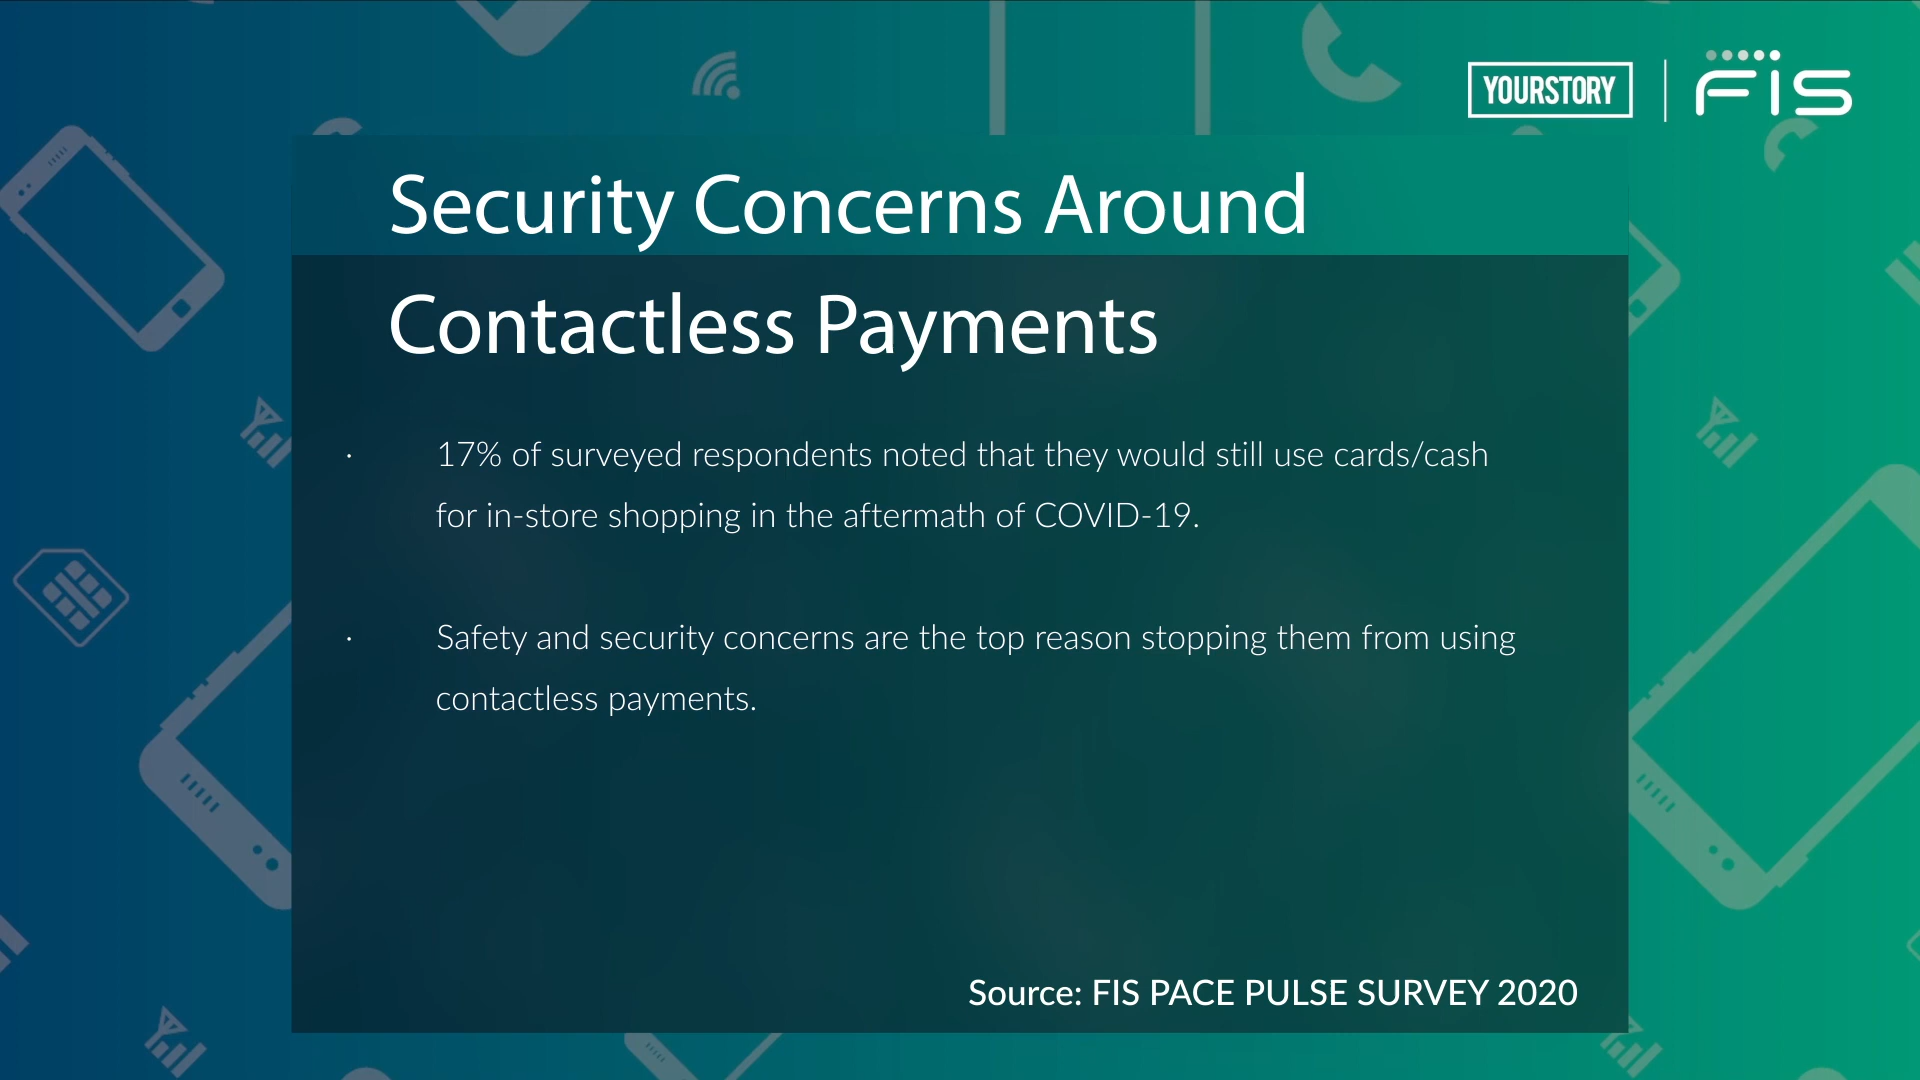 YOURSTORY
FIS
Security Concerns Around
Contactless Payments
· 17% of surveyed respondents noted that they would still use cards/cash
for in-store shopping in the aftermath of COVID-19.
· Safety and security concerns are the top reason stopping them from using
contactless payments.
Source: FIS PACE PULSE SURVEY 2020